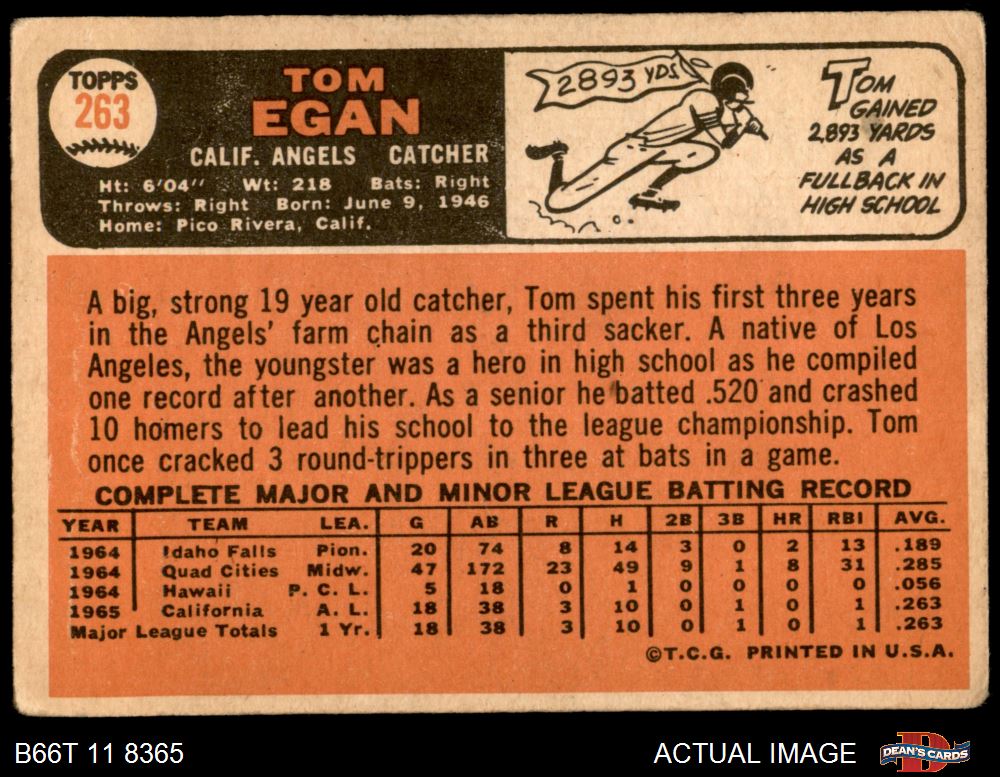 TOPPS
263
TOM
EGAN
CALIF. ANGELS CATCHER
Ht: 6'04" Wt: 218 Bats: Right
Throws: Right Born: June 9, 1946
Home: Pico Rivera, Calif.
2893 YDS.
TOM
GAINED
2,893 YARDS
AS A
FULLBACK IN
HIGH SCHOOL
A big, strong 19 year old catcher, Tom spent his first three years
in the Angels' farm chain as a third sacker. A native of Los
Angeles, the youngster was a hero in high school as he compiled
one record after another. As a senior he batted .520 and crashed
10 homers to lead his school to the league championship. Tom
once cracked 3 round-trippers in three at bats in a game.
COMPLETE MAJOR AND MINOR LEAGUE BATTING RECORD
YEAR TEAM LEA. G AB R H 2B 3B HR RBI AVG.
1964 Idaho Falls Pion. 20 74 8 14 3 0 2 13 .189
1964 Quad Cities Midw. 47 172 23 49 9 1 8 31 .285
1964 Hawaii P. C. L. 5 18 0 1 0 0 0 0 .056
1965 California A. L. 18 38 3 10 0 1 0 1 .263
Major League Totals 1 Yr. 18 38 3 10 0 1 0 1 .263
©T.C.G. PRINTED IN U.S.A.
B66T 11 8365
ACTUAL IMAGE
D
DEAN'S CARDS